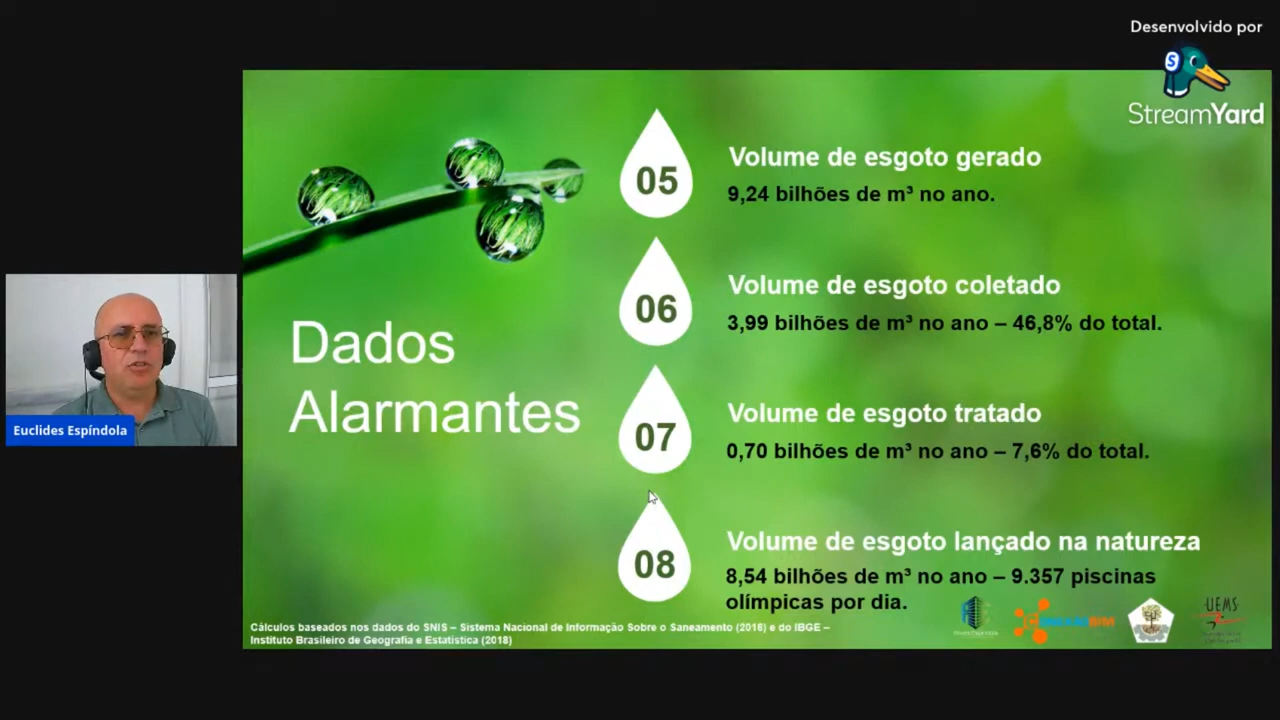 Desenvolvido por
StreamYard
05
Volume de esgoto gerado
9,24 bilhões de m³ no ano.
06
Volume de esgoto coletado
3,99 bilhões de m³ no ano – 46,8% do total.
Dados
Alarmantes
07
Volume de esgoto tratado
0,70 bilhões de m³ no ano – 7,6% do total.
Euclides Espíndola
08
Volume de esgoto lançado na natureza
8,54 bilhões de m³ no ano – 9.357 piscinas
olímpicas por dia.
UEMS
Cálculos baseados nos dados do SNIS – Sistema Nacional de Informação Sobre o Saneamento (2016) e do IBGE –
Instituto Brasileiro de Geografia e Estatística (2018)